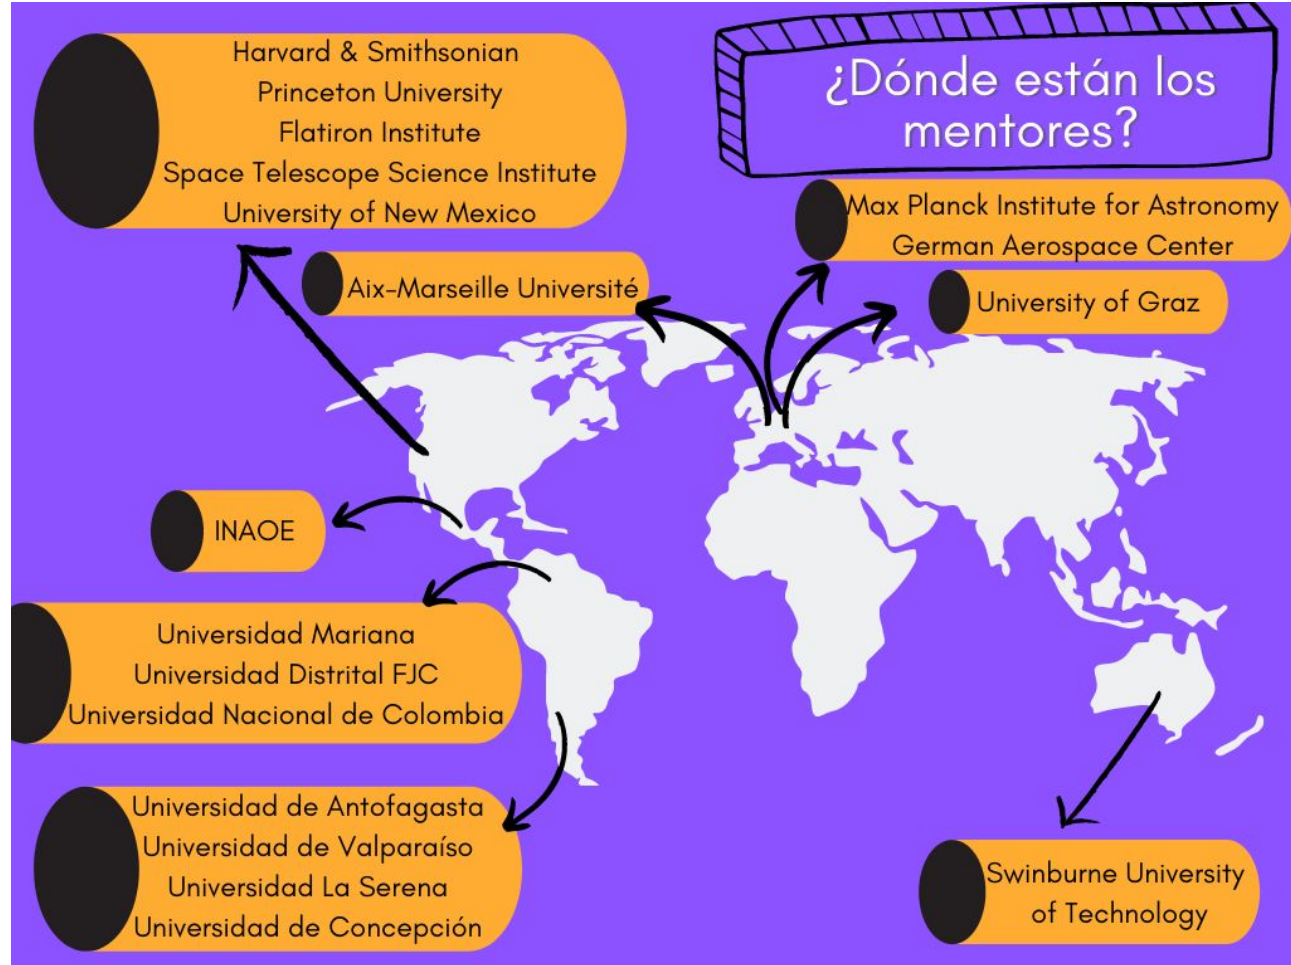 ¿Dónde están los
mentores?
Harvard & Smithsonian
Princeton University
Flatiron Institute
Space Telescope Science Institute
University of New Mexico
Aix-Marseille Université
Max Planck Institute for Astronomy
German Aerospace Center
University of Graz
INAOE
Universidad Mariana
Universidad Distrital FJC
Universidad Nacional de Colombia
Universidad de Antofagasta
Universidad de Valparaíso
Universidad La Serena
Universidad de Concepción
Swinburne University
of Technology